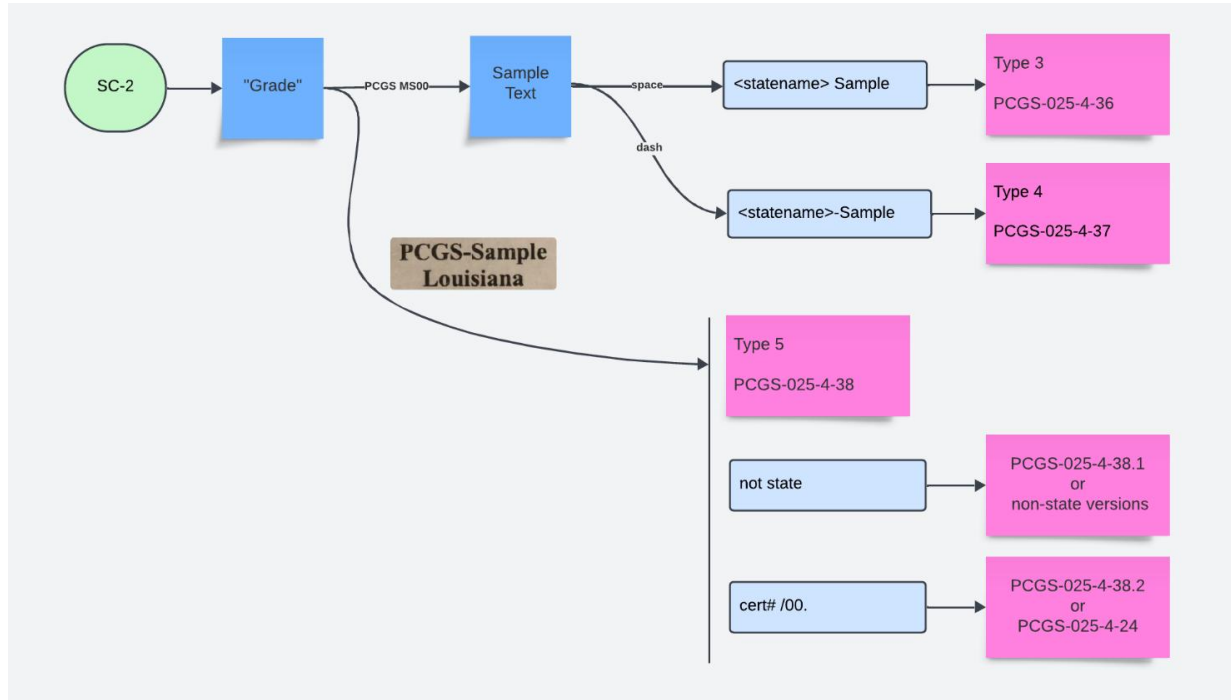 SC-2
"Grade"
PCGS MS00
Sample
Text
space
<statename> Sample
Type 3
PCGS-025-4-36
dash
<statename>-Sample
Type 4
PCGS-025-4-37
PCGS-Sample
Louisiana
Type 5
PCGS-025-4-38
not state
PCGS-025-4-38.1
or
non-state versions
cert# /00.
PCGS-025-4-38.2
or
PCGS-025-4-24